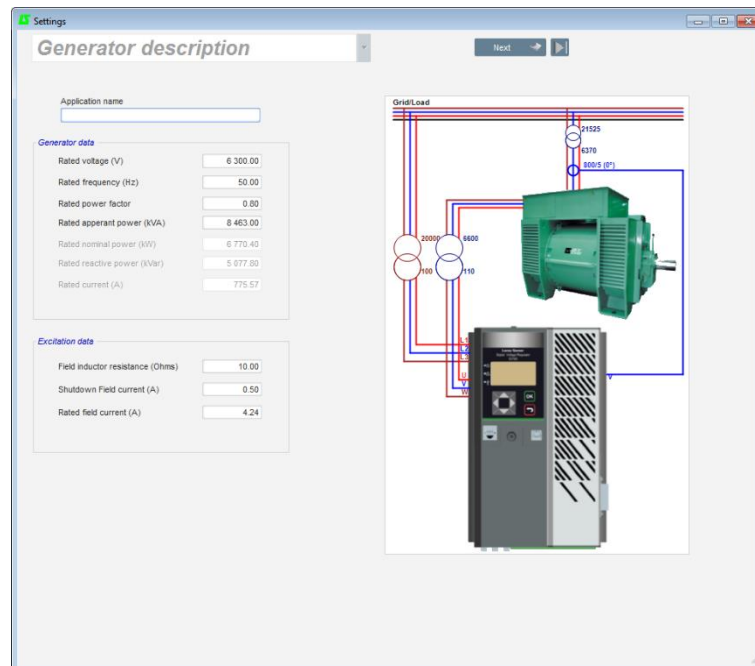 Settings
Generator description
Next
Application name
Generator data
Rated voltage (V) 6 300.00
Rated frequency (Hz) 50.00
Rated power factor 0.80
Rated apperant power (kVA) 8 463.00
Rated nominal power (kW) 6 770.40
Rated reactive power (kVar) 5 077.80
Rated current (A) 775.57
Excitation data
Field inductor resistance (Ohms) 10.00
Shutdown Field current (A) 0.50
Rated field current (A) 4.24
Grid/Load
21525
6370
800/5 (0°)
20000
100
6600
110
L1
L2
L3
U
V
W
V
OK